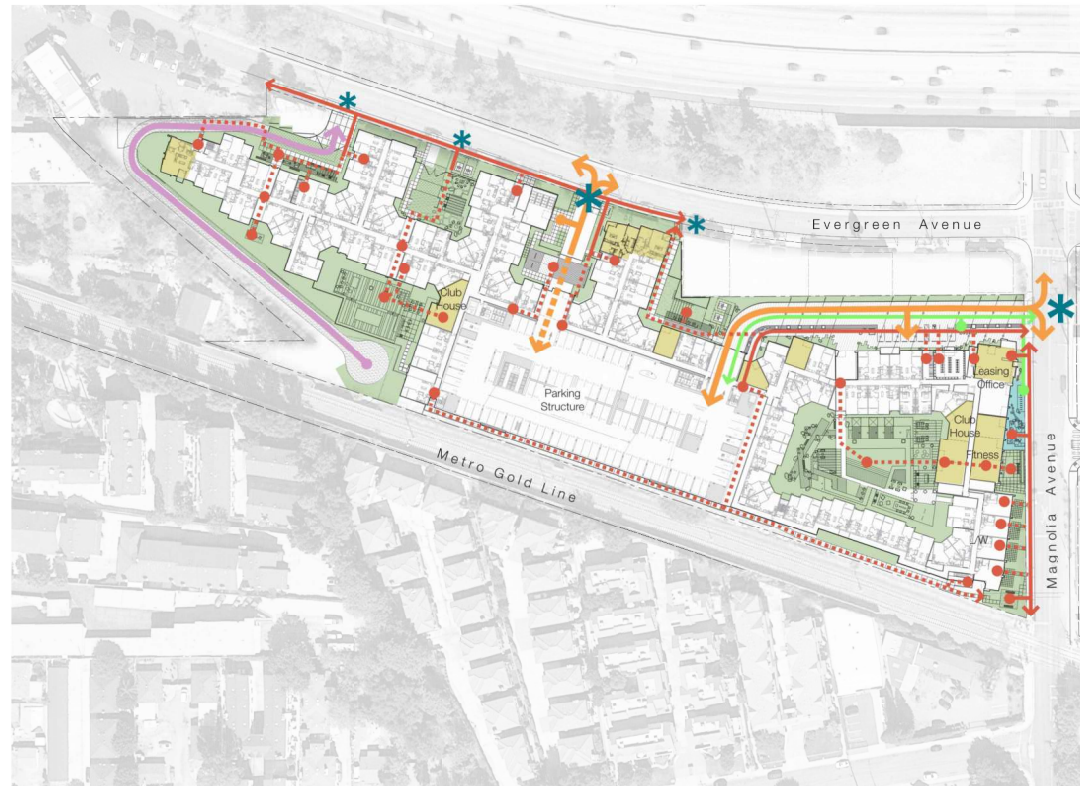 Evergreen Avenue
Club
House
Parking
Structure
Leasing
Office
Club
House
Fitness
Metro Gold Line
Magnolia Avenue